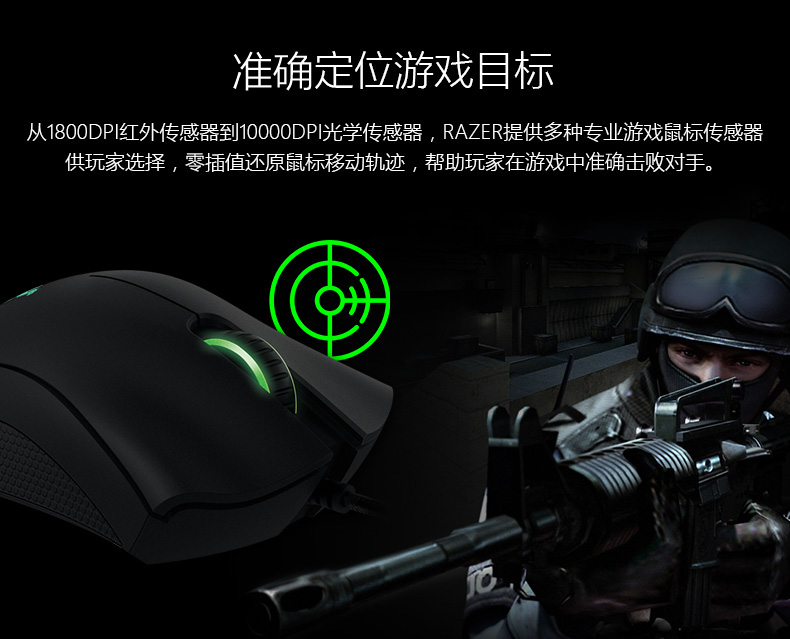 准确定位游戏目标
从1800DPI红外传感器到10000DPI光学传感器，RAZER提供多种专业游戏鼠标传感器
供玩家选择，零插值还原鼠标移动轨迹，帮助玩家在游戏中准确击败对手。